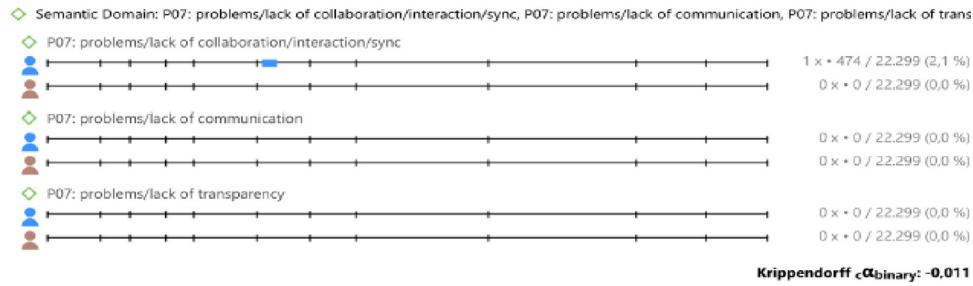 Semantic Domain: P07: problems/lack of collaboration/interaction/sync, P07: problems/lack of communication, P07: problems/lack of trans
P07: problems/lack of collaboration/interaction/sync
1 x • 474 / 22.299 (2,1 %)
0 x • 0 / 22.299 (0,0 %)
P07: problems/lack of communication
0 x • 0 / 22.299 (0,0 %)
0 x • 0 / 22.299 (0,0 %)
P07: problems/lack of transparency
0 x • 0 / 22.299 (0,0 %)
0 x • 0 / 22.299 (0,0 %)
Krippendorff cαbinary: -0,011